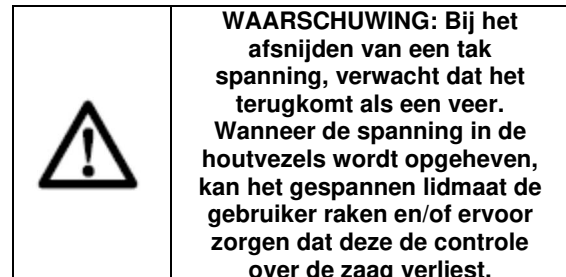 WAARSCHUWING: Bij het
afsnijden van een tak
spanning, verwacht dat het
terugkomt als een veer.
Wanneer de spanning in de
houtvezels wordt opgeheven,
kan het gespannen lidmaat de
gebruiker raken en/of ervoor
zorgen dat deze de controle
over de zaag verliest.